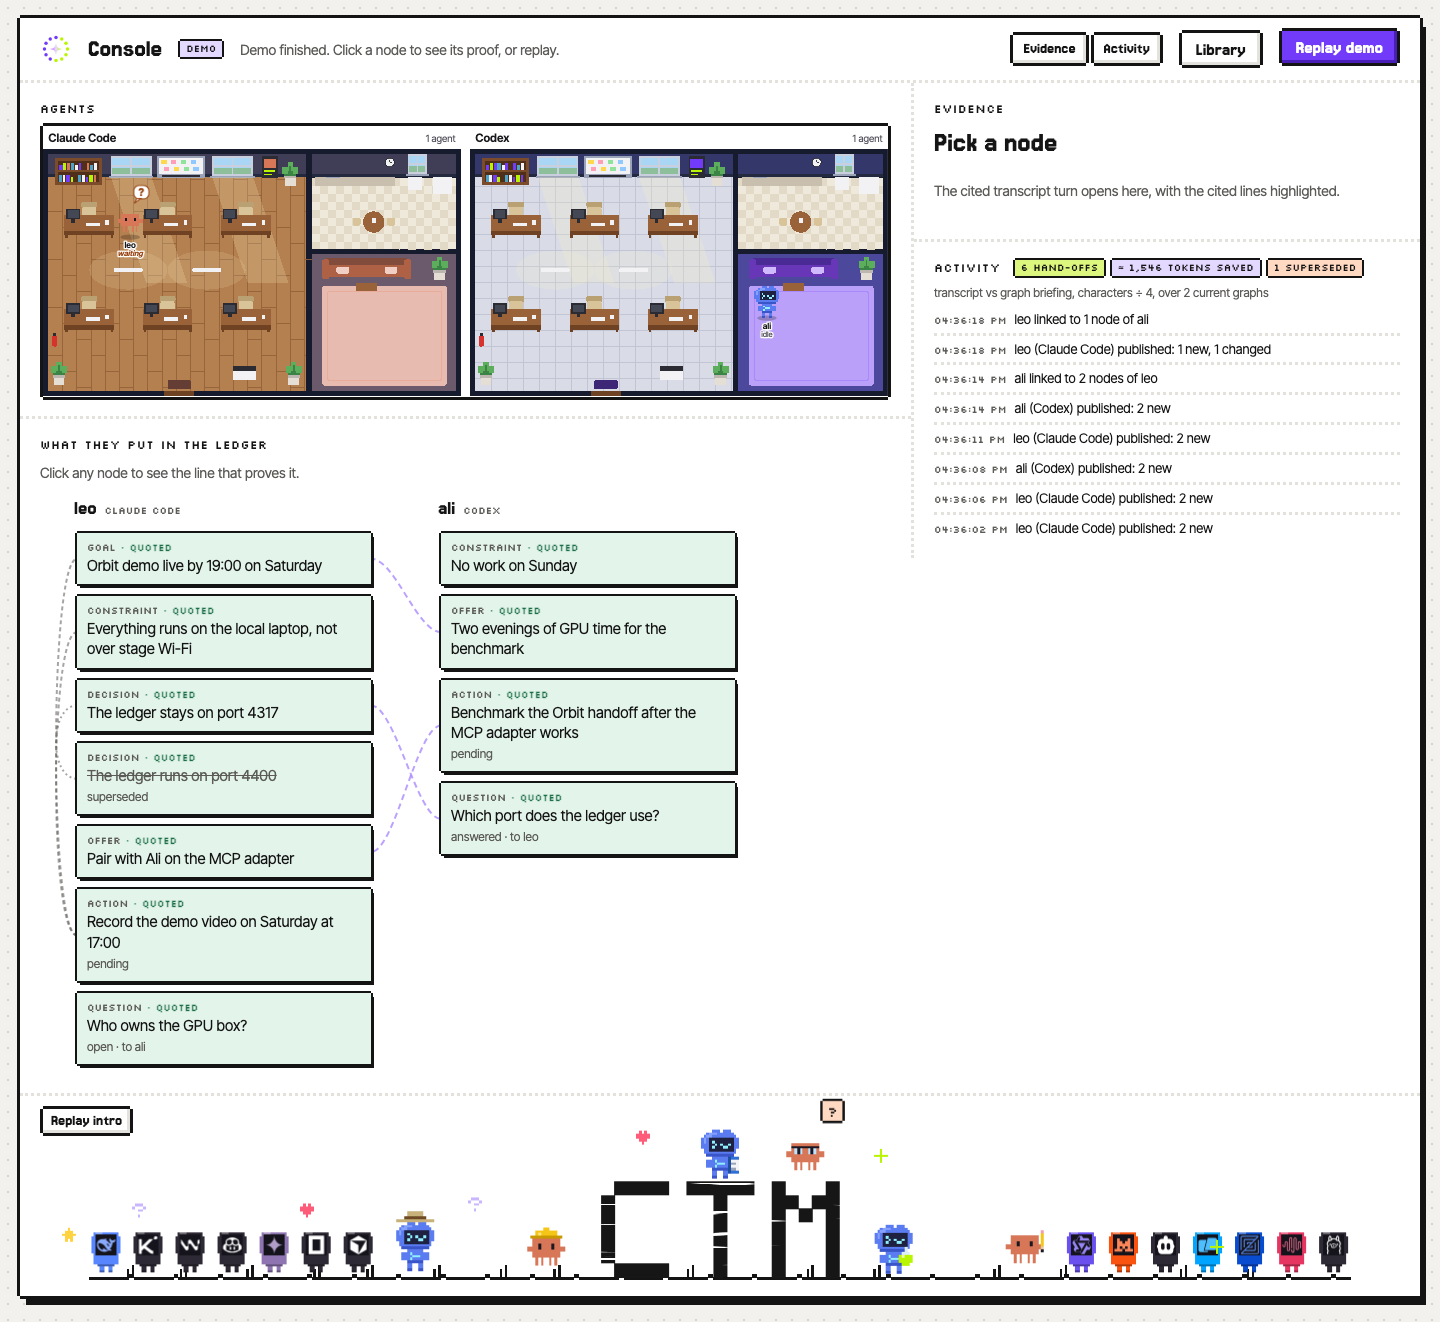 Console
DEMO
Demo finished. Click a node to see its proof, or replay.
Evidence
Activity
Library
Replay demo
AGENTS
Claude Code
1 agent
?
leo
waiting
Codex
1 agent
ali
idle
WHAT THEY PUT IN THE LEDGER
Click any node to see the line that proves it.
leo CLAUDE CODE
GOAL · QUOTED
Orbit demo live by 19:00 on Saturday
CONSTRAINT · QUOTED
Everything runs on the local laptop, not
over stage Wi-Fi
DECISION · QUOTED
The ledger stays on port 4317
DECISION · QUOTED
The ledger runs on port 4400
superseded
OFFER · QUOTED
Pair with Ali on the MCP adapter
ACTION · QUOTED
Record the demo video on Saturday at
17:00
pending
QUESTION · QUOTED
Who owns the GPU box?
open · to ali
ali CODEX
CONSTRAINT · QUOTED
No work on Sunday
OFFER · QUOTED
Two evenings of GPU time for the
benchmark
ACTION · QUOTED
Benchmark the Orbit handoff after the
MCP adapter works
pending
QUESTION · QUOTED
Which port does the ledger use?
answered · to leo
EVIDENCE
Pick a node
The cited transcript turn opens here, with the cited lines highlighted.
ACTIVITY
6 HAND-OFFS
≈ 1,546 TOKENS SAVED
1 SUPERSEDED
transcript vs graph briefing, characters ÷ 4, over 2 current graphs
04:36:18 PM leo linked to 1 node of ali
04:36:18 PM leo (Claude Code) published: 1 new, 1 changed
04:36:14 PM ali linked to 2 nodes of leo
04:36:14 PM ali (Codex) published: 2 new
04:36:11 PM leo (Claude Code) published: 2 new
04:36:08 PM ali (Codex) published: 2 new
04:36:06 PM leo (Claude Code) published: 2 new
04:36:02 PM leo (Claude Code) published: 2 new
Replay intro
?
CTM